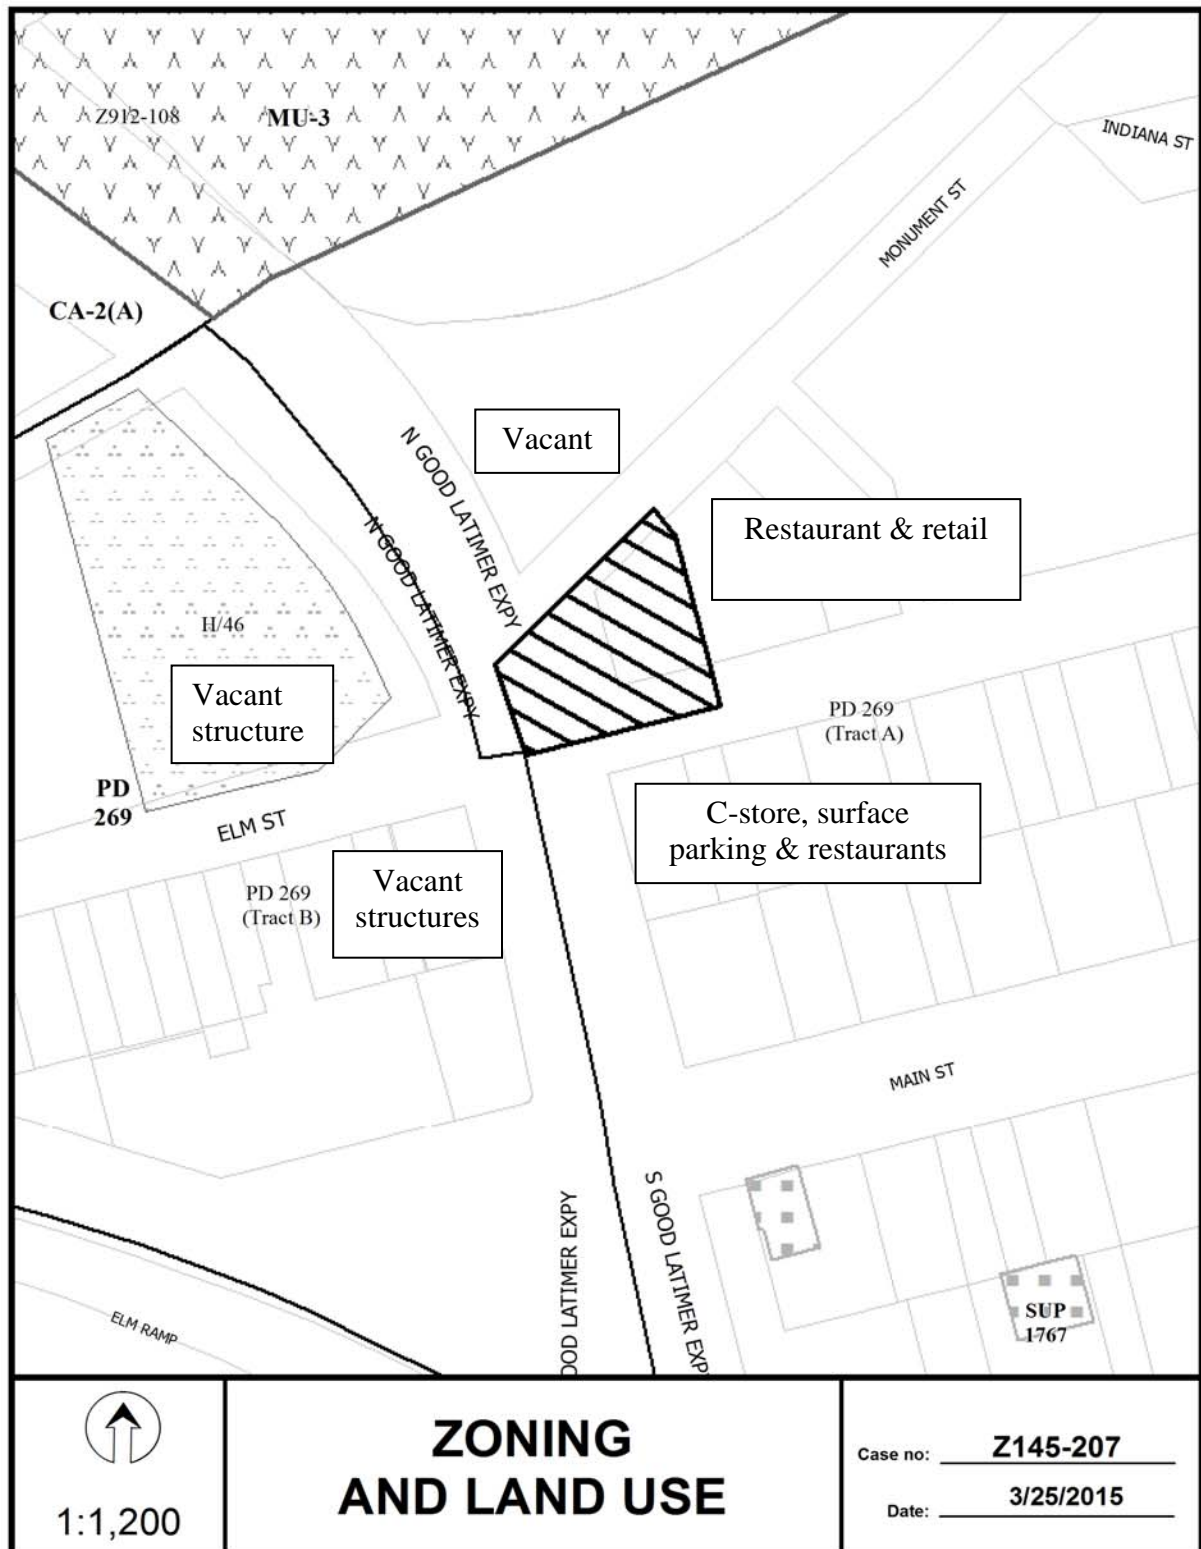 Z912-108
MU-3
INDIANA ST
MONUMENT ST
CA-2(A)
N GOOD LATIMER EXPY
Vacant
N GOOD LATIMER EXPY
Restaurant & retail
H/46
Vacant
structure
PD 269
(Tract A)
PD
269
ELM ST
C-store, surface
parking & restaurants
PD 269
(Tract B)
Vacant
structures
MAIN ST
OOD LATIMER EXPY
S GOOD LATIMER EXPY
ELM RAMP
SUP
1767
1:1,200
ZONING
AND LAND USE
Case no: Z145-207
Date: 3/25/2015